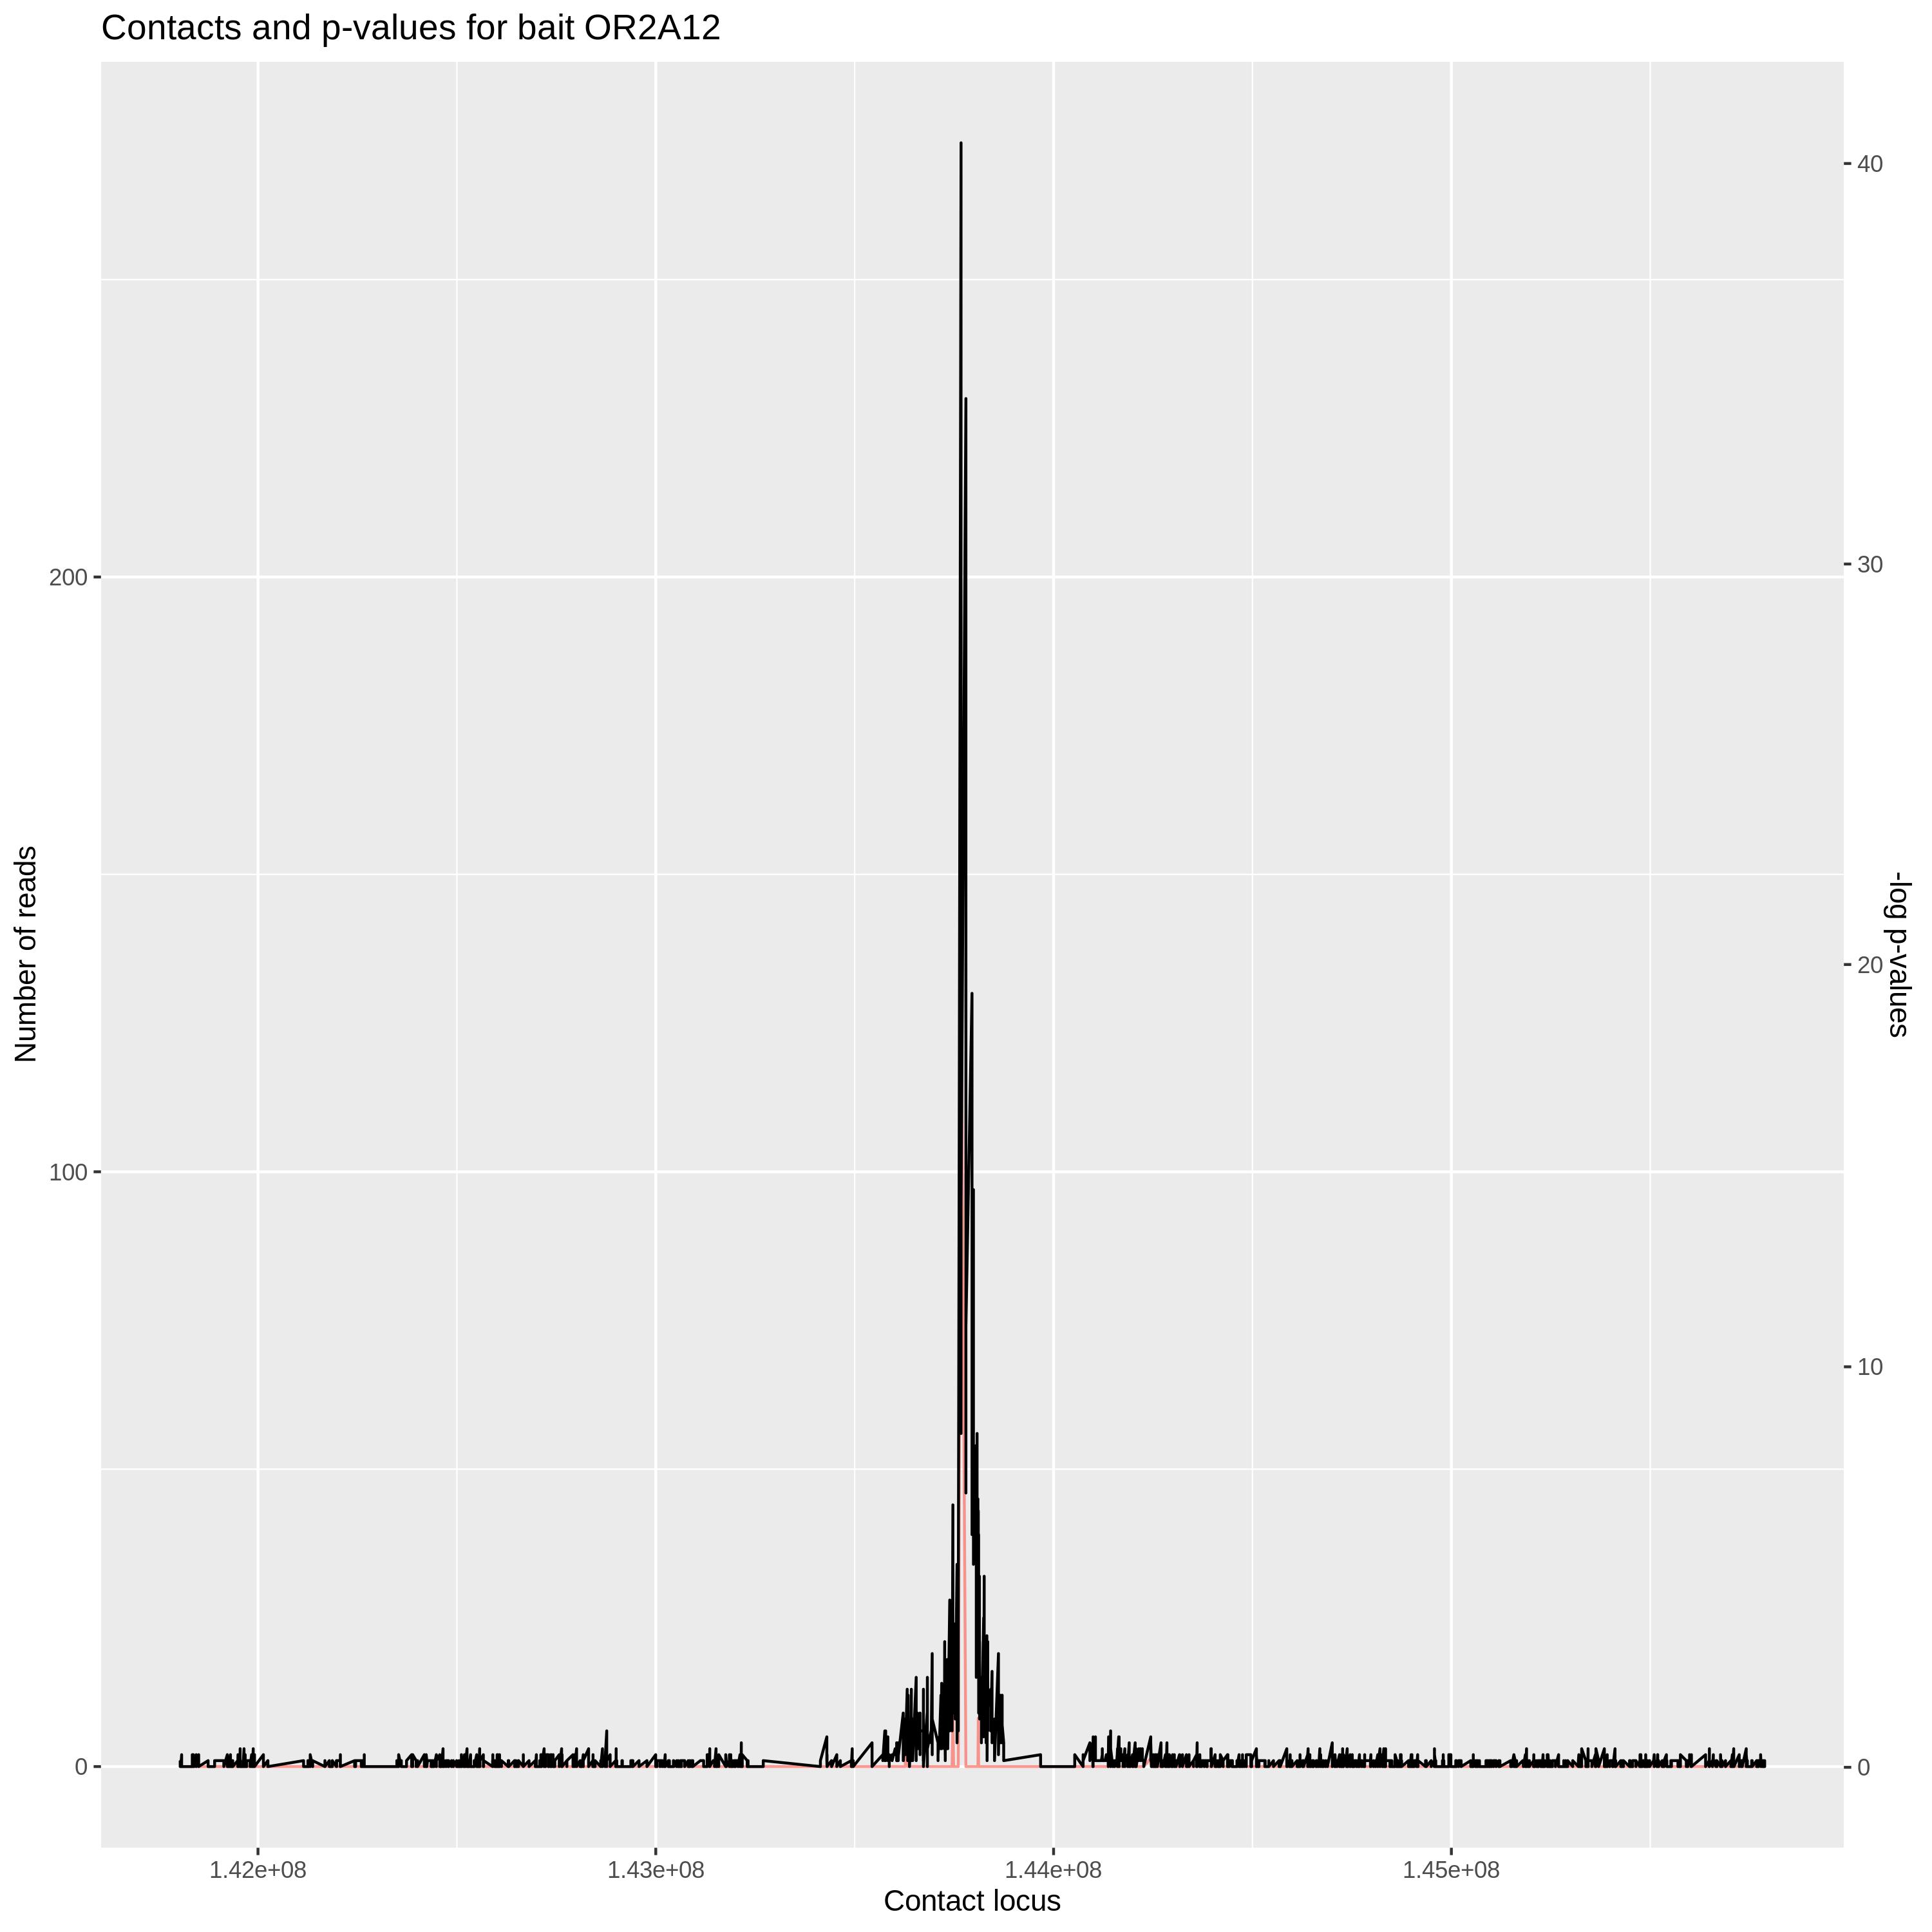 Contacts and p-values for bait OR2A12
40
200
30
Number of reads
-log p-values
20
100
10
0
0
1.42e+08
1.43e+08
1.44e+08
1.45e+08
Contact locus